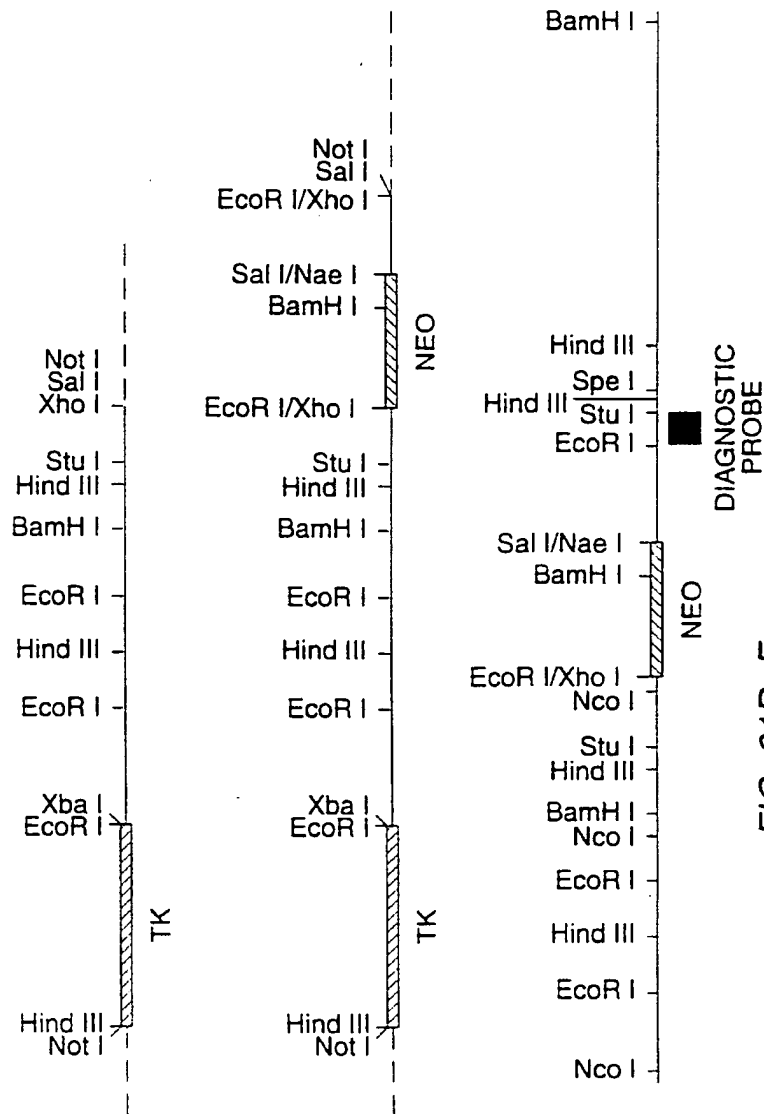 Not I
Sal I
Xho I
Stu I
Hind III
BamH I
EcoR I
Hind III
EcoR I
Xba I
EcoR I
TK
Hind III
Not I
Not I
Sal I
EcoR I/Xho I
Sal I/Nae I
BamH I
NEO
EcoR I/Xho I
Stu I
Hind III
BamH I
EcoR I
Hind III
EcoR I
Xba I
EcoR I
TK
Hind III
Not I
BamH I
Hind III
Spe I
Hind III
Stu I
EcoR I
DIAGNOSTIC
PROBE
Sal I/Nae I
BamH I
NEO
EcoR I/Xho I
Nco I
Stu I
Hind III
BamH I
Nco I
EcoR I
Hind III
EcoR I
Nco I